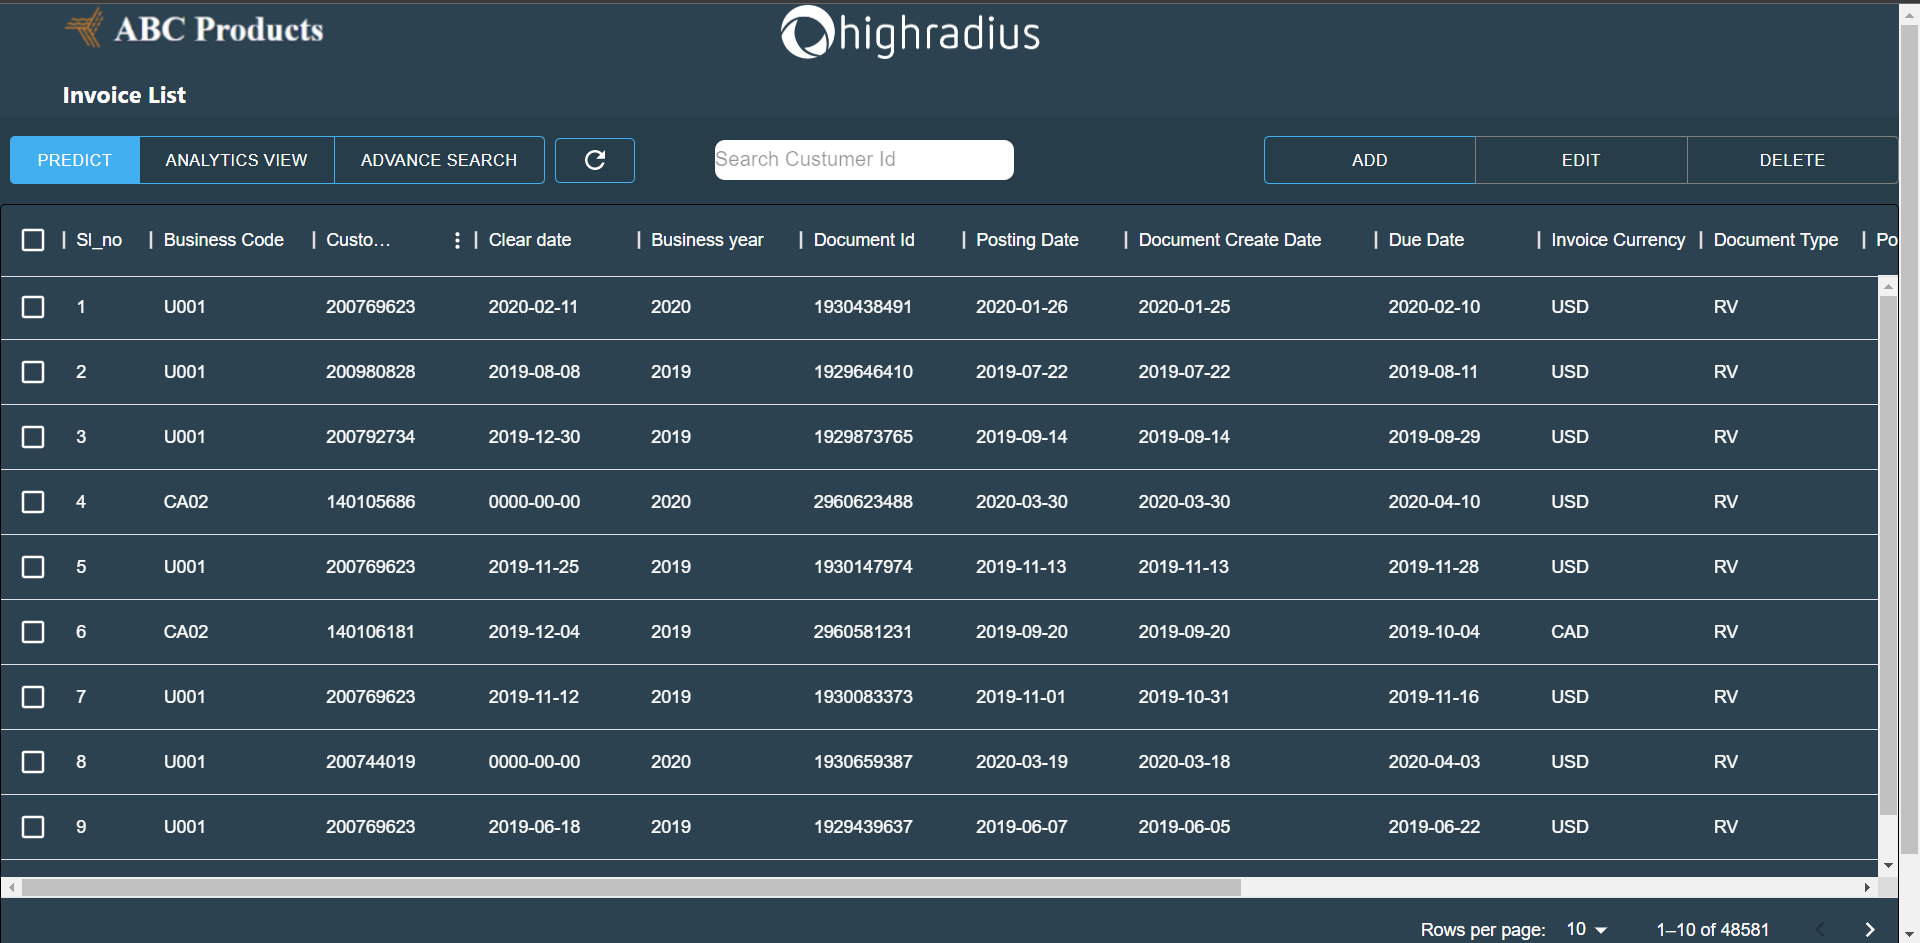 ABC Products
highradius
Invoice List
PREDICT ANALYTICS VIEW ADVANCE SEARCH Search Custumer Id ADD EDIT DELETE
Sl_no Business Code Custo... Clear date Business year Document Id Posting Date Document Create Date Due Date Invoice Currency Document Type Po
1 U001 200769623 2020-02-11 2020 1930438491 2020-01-26 2020-01-25 2020-02-10 USD RV
2 U001 200980828 2019-08-08 2019 1929646410 2019-07-22 2019-07-22 2019-08-11 USD RV
3 U001 200792734 2019-12-30 2019 1929873765 2019-09-14 2019-09-14 2019-09-29 USD RV
4 CA02 140105686 0000-00-00 2020 2960623488 2020-03-30 2020-03-30 2020-04-10 USD RV
5 U001 200769623 2019-11-25 2019 1930147974 2019-11-13 2019-11-13 2019-11-28 USD RV
6 CA02 140106181 2019-12-04 2019 2960581231 2019-09-20 2019-09-20 2019-10-04 CAD RV
7 U001 200769623 2019-11-12 2019 1930083373 2019-11-01 2019-10-31 2019-11-16 USD RV
8 U001 200744019 0000-00-00 2020 1930659387 2020-03-19 2020-03-18 2020-04-03 USD RV
9 U001 200769623 2019-06-18 2019 1929439637 2019-06-07 2019-06-05 2019-06-22 USD RV
Rows per page: 10 1–10 of 48581